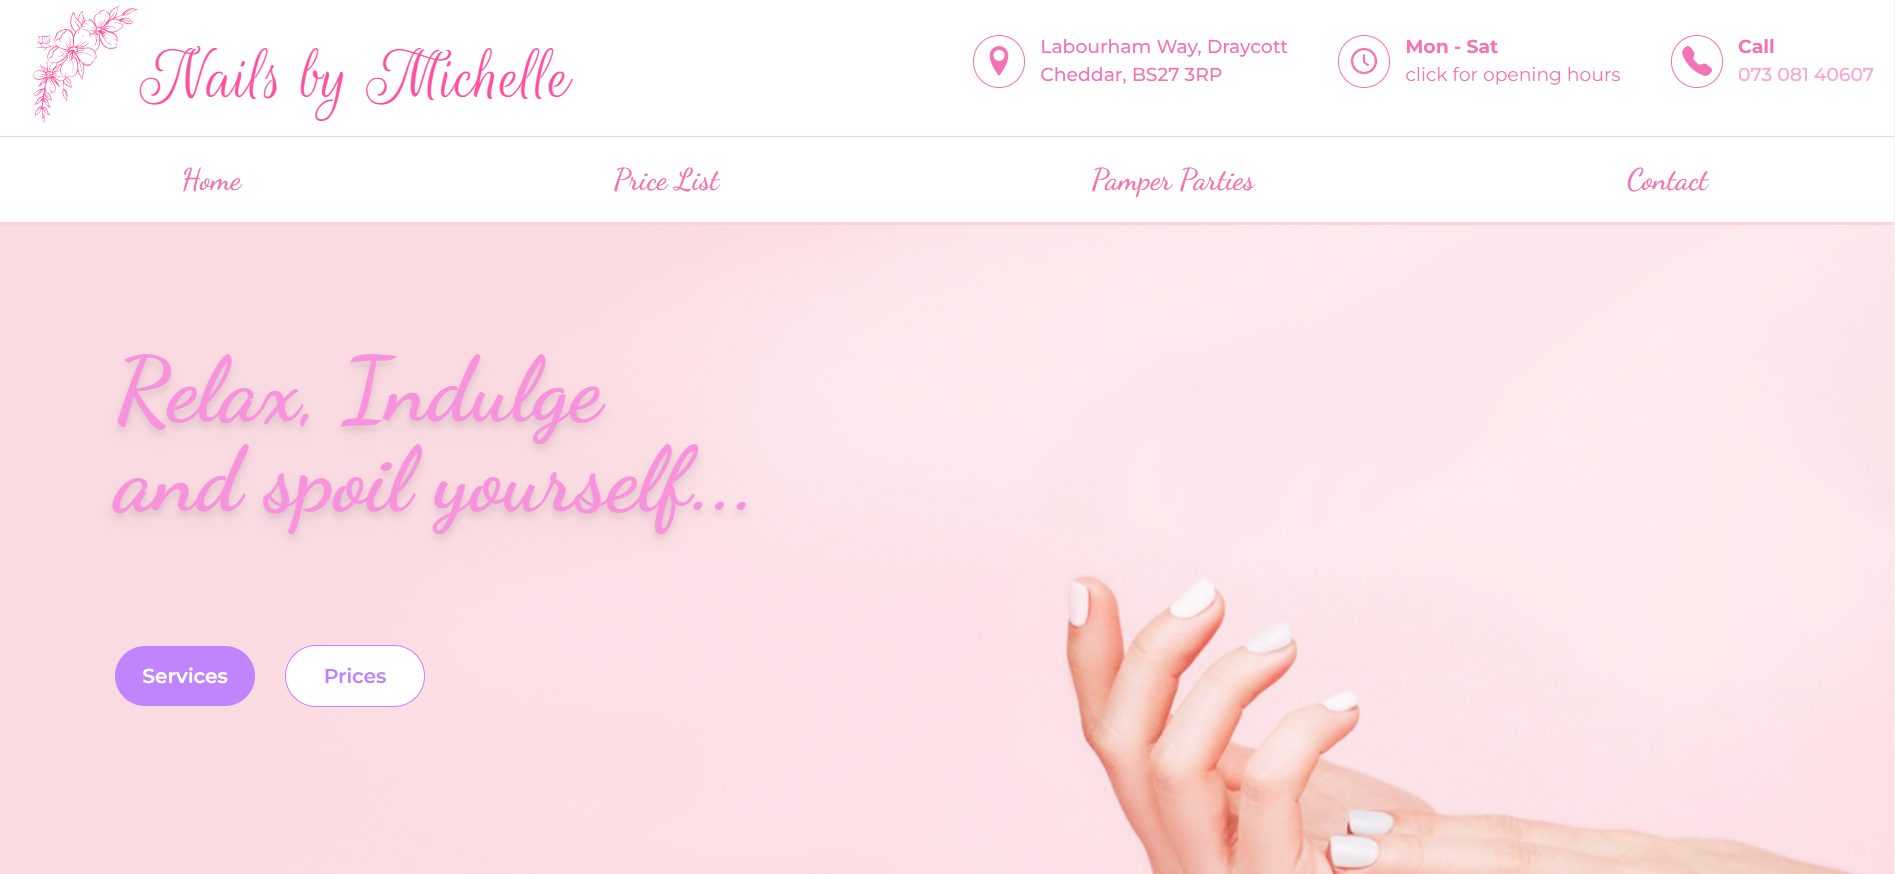 Nails by Michelle
Labourham Way, Draycott
Cheddar, BS27 3RP
Mon - Sat
click for opening hours
Call
073 081 40607
Home
Price List
Pamper Parties
Contact
Relax, Indulge
and spoil yourself...
Services
Prices